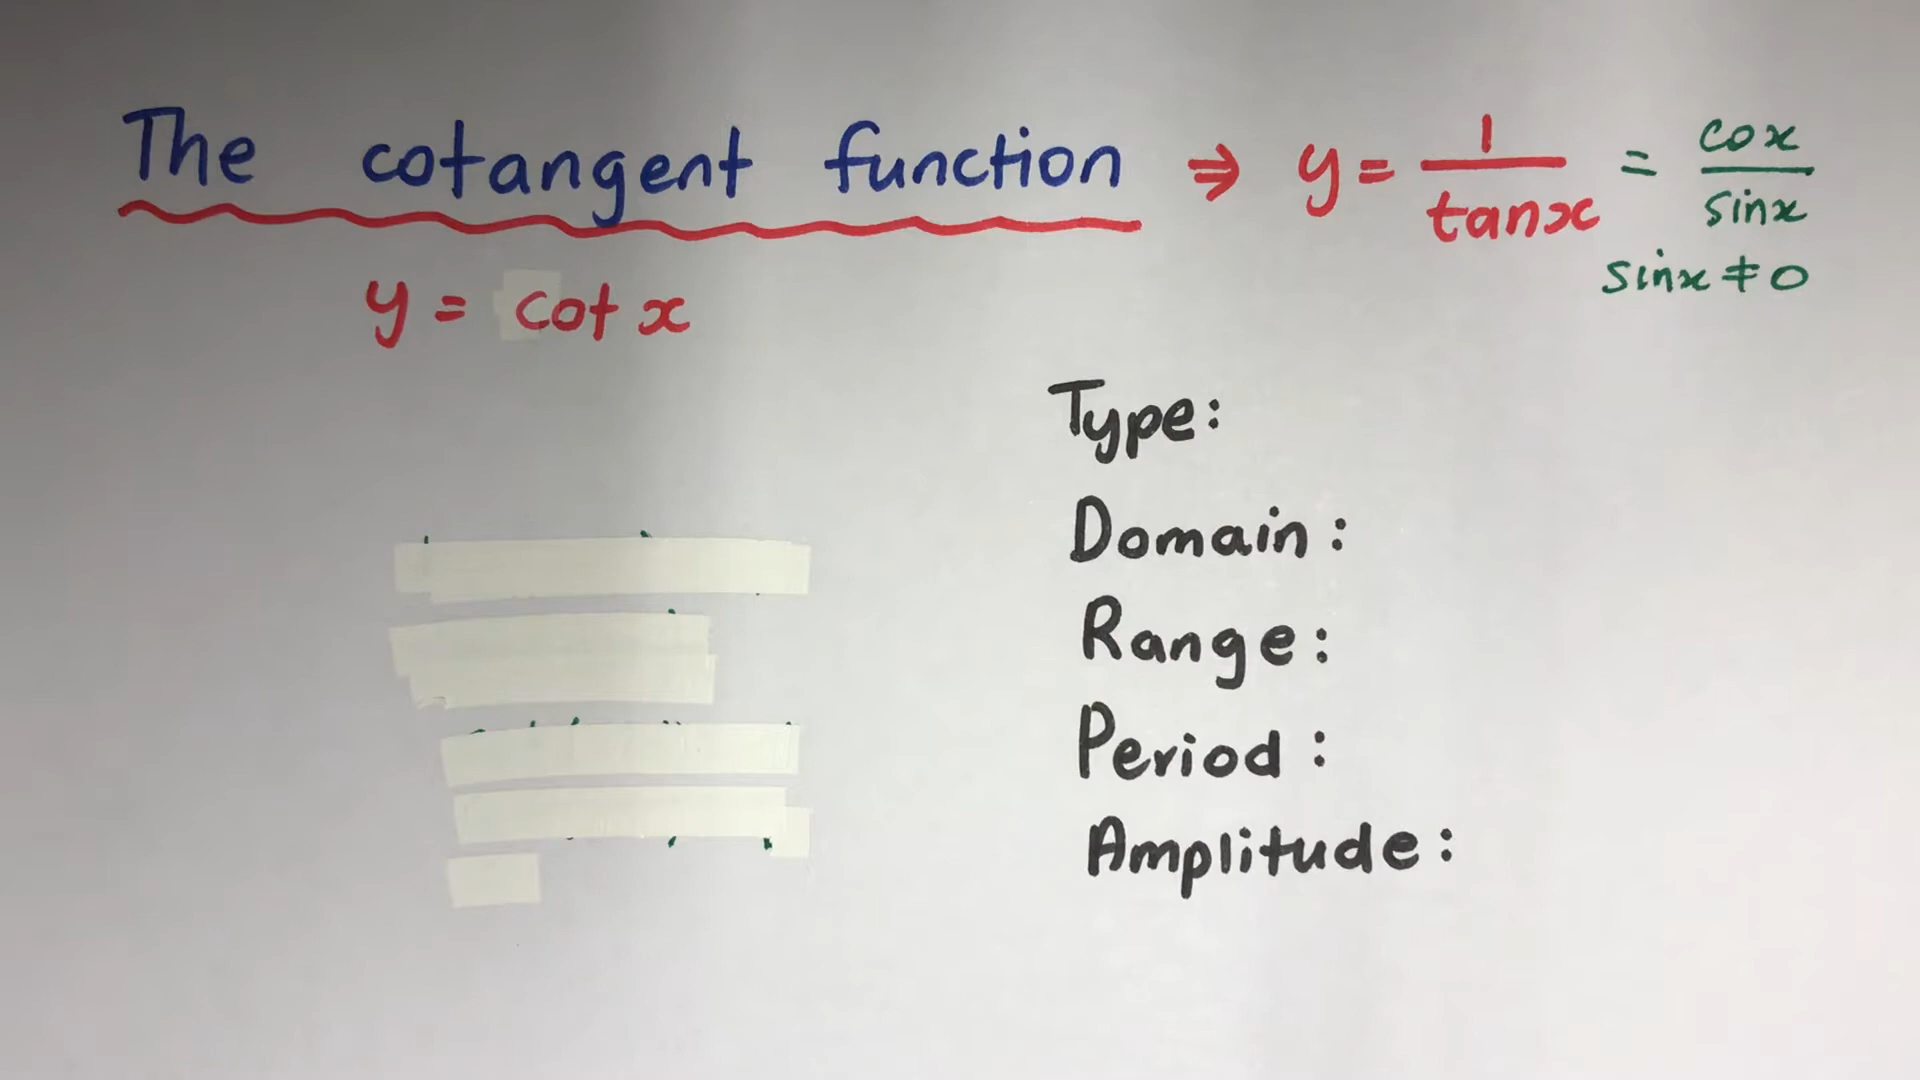 The cotangent function ⇒ y = 1/tanx = cox/sinx
sinx ≠ 0
y = cot x
Type:
Domain:
Range:
Period:
Amplitude: